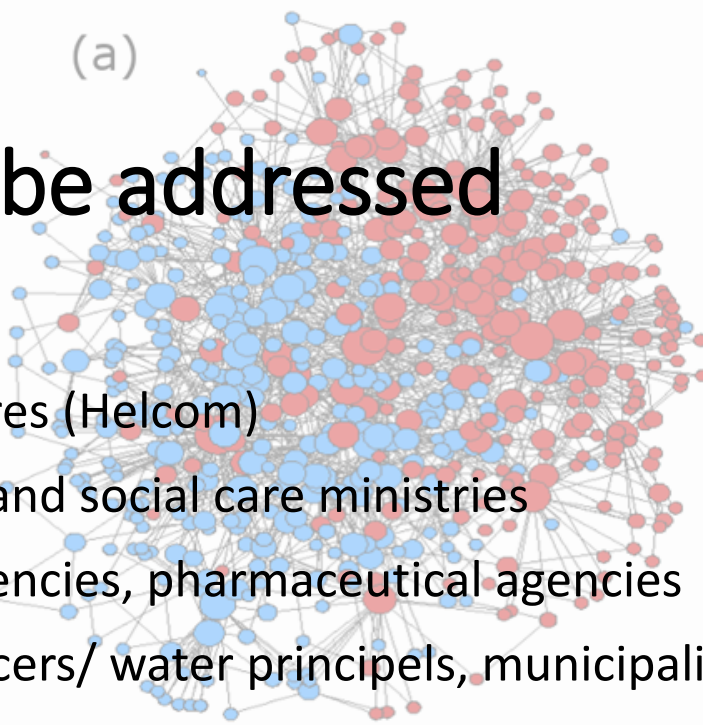 (a)
be addressed
res (Helcom)
and social care ministries
encies, pharmaceutical agencies
cers/ water principels, municipali